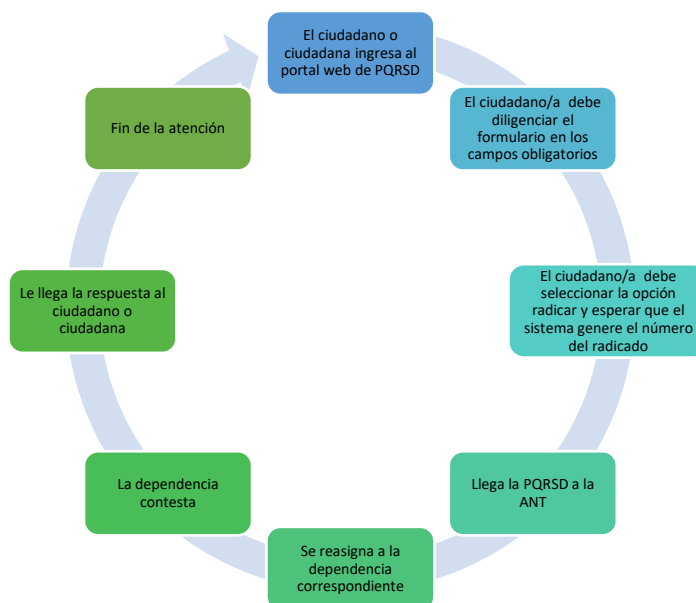 El ciudadano o
ciudadana ingresa al
portal web de PQRSD
El ciudadano/a  debe
diligenciar el
formulario en los
campos obligatorios
El ciudadano/a  debe
seleccionar la opción
radicar y esperar que el
sistema genere el número
del radicado
Llega la PQRSD a la
ANT
Se reasigna a la
dependencia
correspondiente
La dependencia
contesta
Le llega la respuesta al
ciudadano o
ciudadana
Fin de la atención